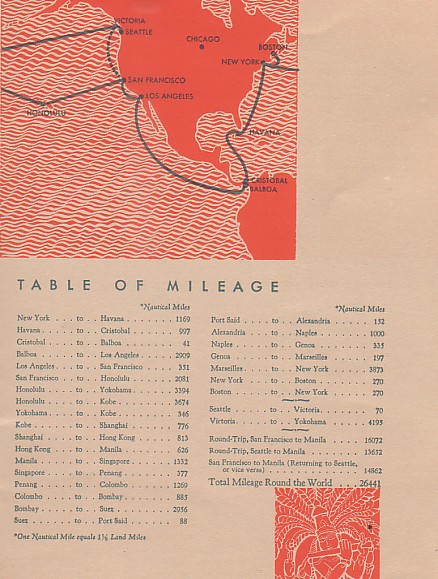 VICTORIA
SEATTLE
CHICAGO
BOSTON
NEW YORK
SAN FRANCISCO
LOS ANGELES
HONOLULU
HAVANA
CRISTOBAL
BALBOA
TABLE OF MILEAGE
*Nautical Miles
New York . . . . to . . Havana . . . . . . . 1169
Havana . . . . . to . . Cristobal . . . . . . 997
Cristobal . . . . to . . Balboa . . . . . . . 41
Balboa . . . . . to . . Los Angeles . . . . . 2909
Los Angeles . . . to . . San Francisco . . . . 351
San Francisco . . to . . Honolulu . . . . . . 2081
Honolulu . . . . to . . Yokohama . . . . . . 3394
Honolulu . . . . to . . Kobe . . . . . . . . 3674
Yokohama . . . . to . . Kobe . . . . . . . . 346
Kobe . . . . . . to . . Shanghai . . . . . . 776
Shanghai . . . . to . . Hong Kong . . . . . . 813
Hong Kong . . . . to . . Manila . . . . . . . 626
Manila . . . . . to . . Singapore . . . . . . 1332
Singapore . . . . to . . Penang . . . . . . . 377
Penang . . . . . to . . Colombo . . . . . . . 1269
Colombo . . . . . to . . Bombay . . . . . . . 885
Bombay . . . . . to . . Suez . . . . . . . . 2956
Suez . . . . . . to . . Port Said . . . . . . 88
*One Nautical Mile equals 1⅙ Land Miles
*Nautical Miles
Port Said . . . . to . . Alexandria . . . . . 152
Alexandria . . . to . . Naples . . . . . . . 1000
Naples . . . . . to . . Genoa . . . . . . . 335
Genoa . . . . . to . . Marseilles . . . . . 197
Marseilles . . . . to . . New York . . . . . 3873
New York . . . . to . . Boston . . . . . . . 270
Boston . . . . . to . . New York . . . . . . 270
Seattle . . . . . to . . Victoria . . . . . . 70
Victoria . . . . . to . . Yokohama . . . . . 4195
Round-Trip, San Francisco to Manila . . . . . 16072
Round-Trip, Seattle to Manila . . . . . . . 13652
San Francisco to Manila (Returning to Seattle,
or vice versa) . . . . . . . . . . . . 14862
Total Mileage Round the World . . . 26441